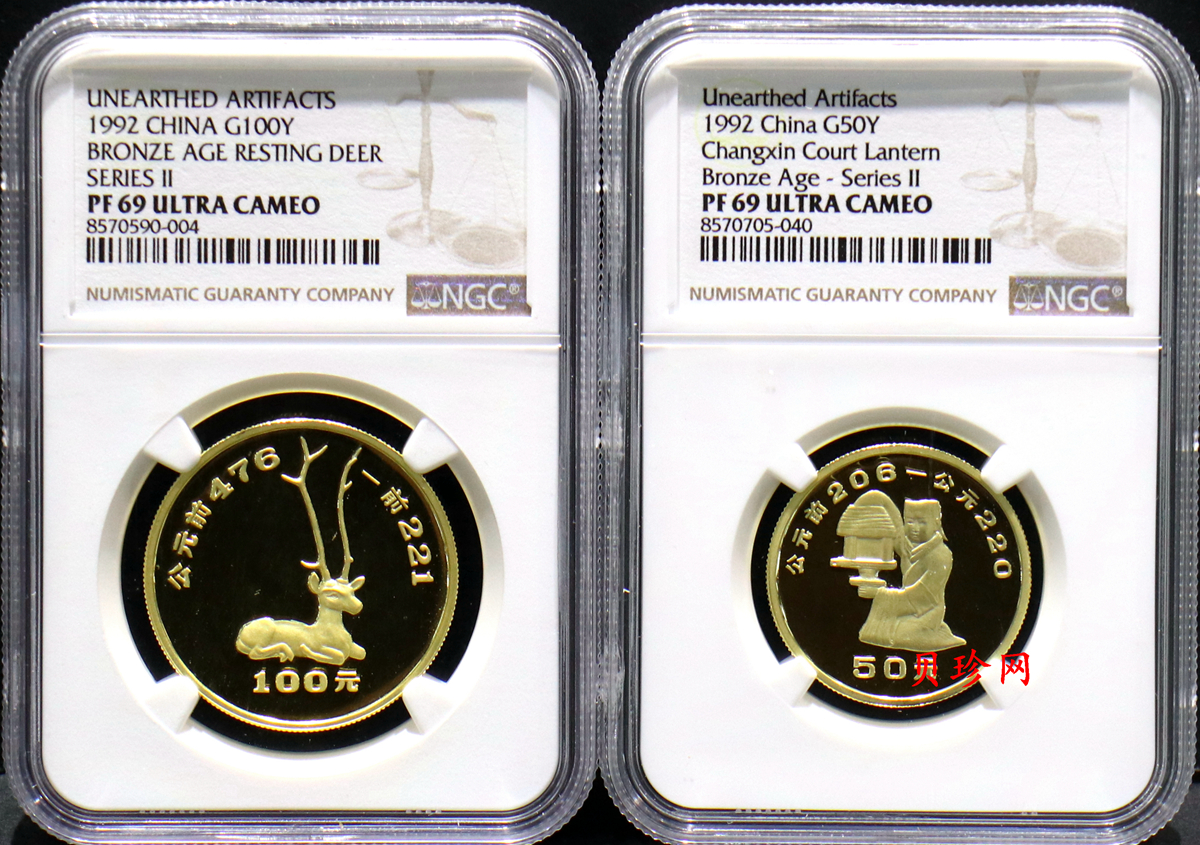 UNEARTHED ARTIFACTS
1992 CHINA G100Y
BRONZE AGE RESTING DEER
SERIES II
PF 69 ULTRA CAMEO
8570590-004
NUMISMATIC GUARANTY COMPANY
NGC®
公元前476—前221
100元
Unearthed Artifacts
1992 China G50Y
Changxin Court Lantern
Bronze Age - Series II
PF 69 ULTRA CAMEO
8570705-040
NUMISMATIC GUARANTY COMPANY
NGC®
公元前206—公元220
50元
贝珍网